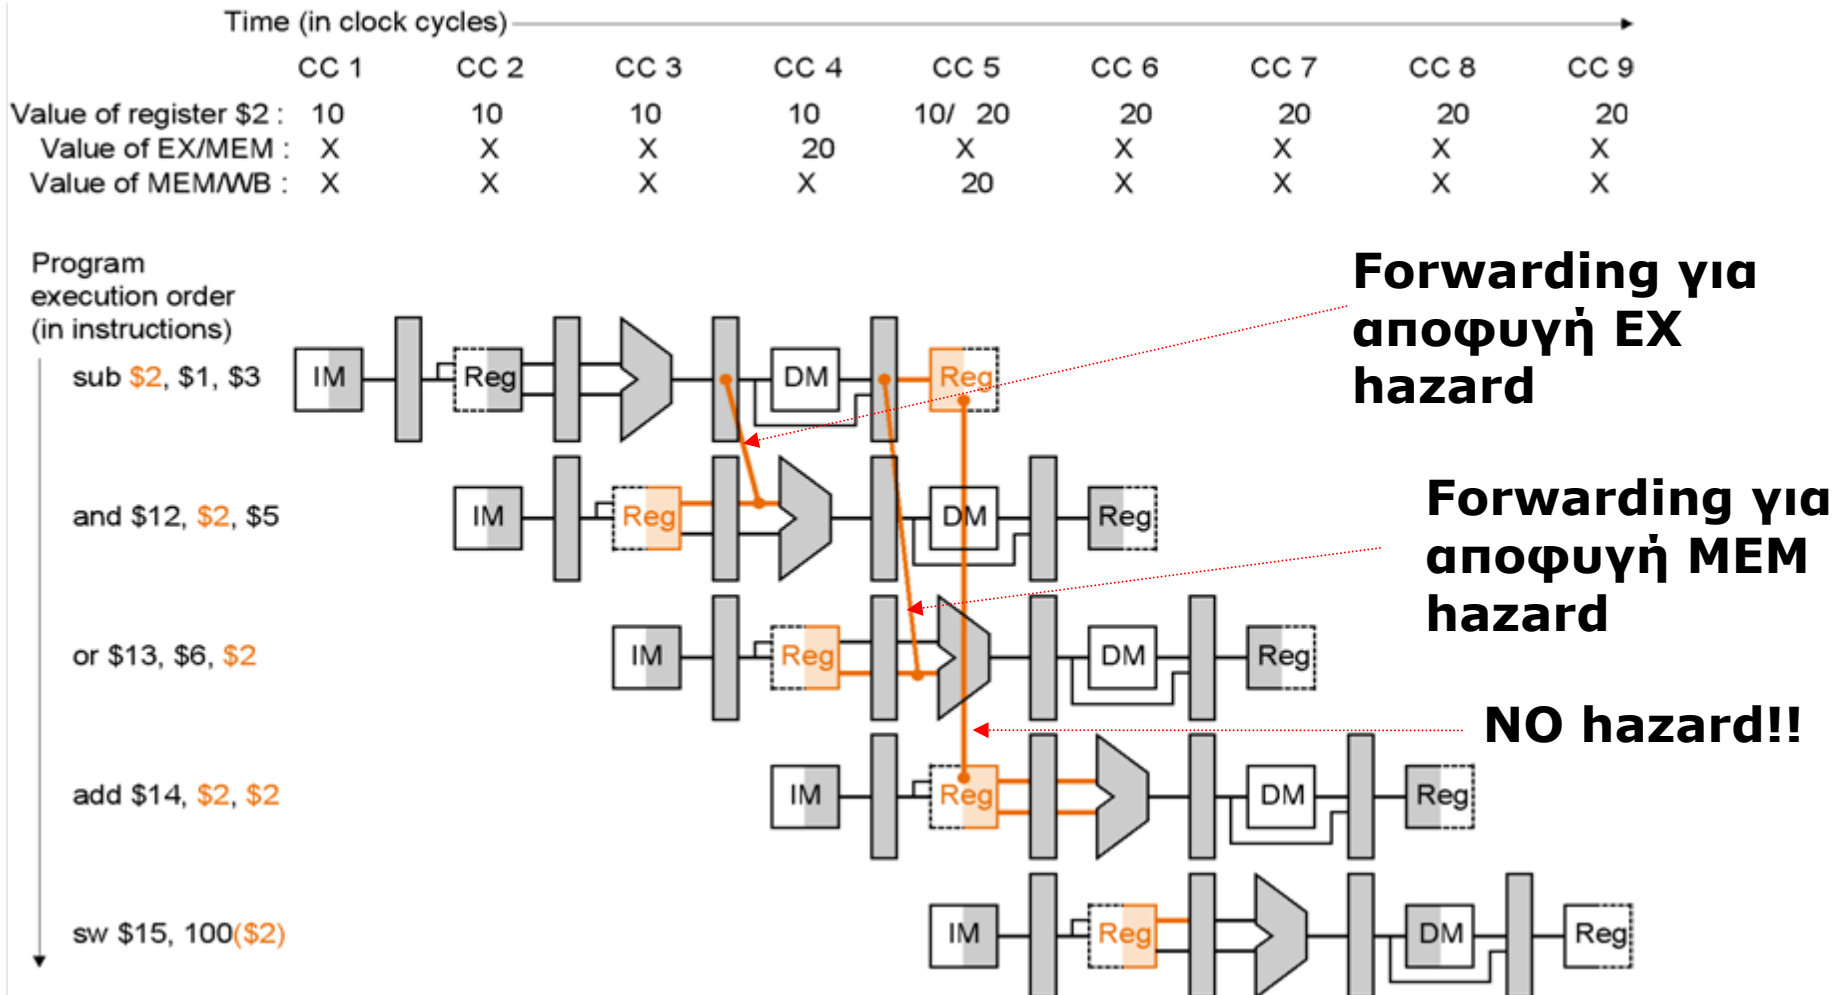 Time (in clock cycles)
CC 1 CC 2 CC 3 CC 4 CC 5 CC 6 CC 7 CC 8 CC 9
Value of register $2 : 10 10 10 10 10/ 20 20 20 20 20
Value of EX/MEM : X X X 20 X X X X X
Value of MEM/WB : X X X X 20 X X X X
Program
execution order
(in instructions)
Forwarding για
αποφυγή EX
hazard
sub $2, $1, $3 IM Reg DM Reg
Forwarding για
αποφυγή MEM
hazard
and $12, $2, $5 IM Reg DM Reg
or $13, $6, $2 IM Reg DM Reg
NO hazard!!
add $14, $2, $2 IM Reg DM Reg
sw $15, 100($2) IM Reg DM Reg